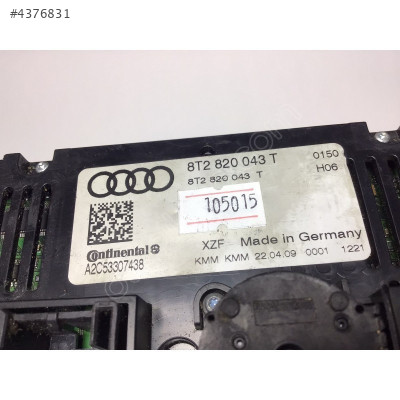 #4376831
8T2 820 043 T 0150
8T2 820 043 T H06
105015
Continental
XZF Made in Germany
A2C53307438
KMM KMM 22.04.09 0001 1221